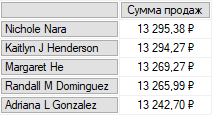 Сумма продаж
Nichole Nara 13 295,38 ₽
Kaitlyn J Henderson 13 294,27 ₽
Margaret He 13 269,27 ₽
Randall M Dominguez 13 265,99 ₽
Adriana L Gonzalez 13 242,70 ₽